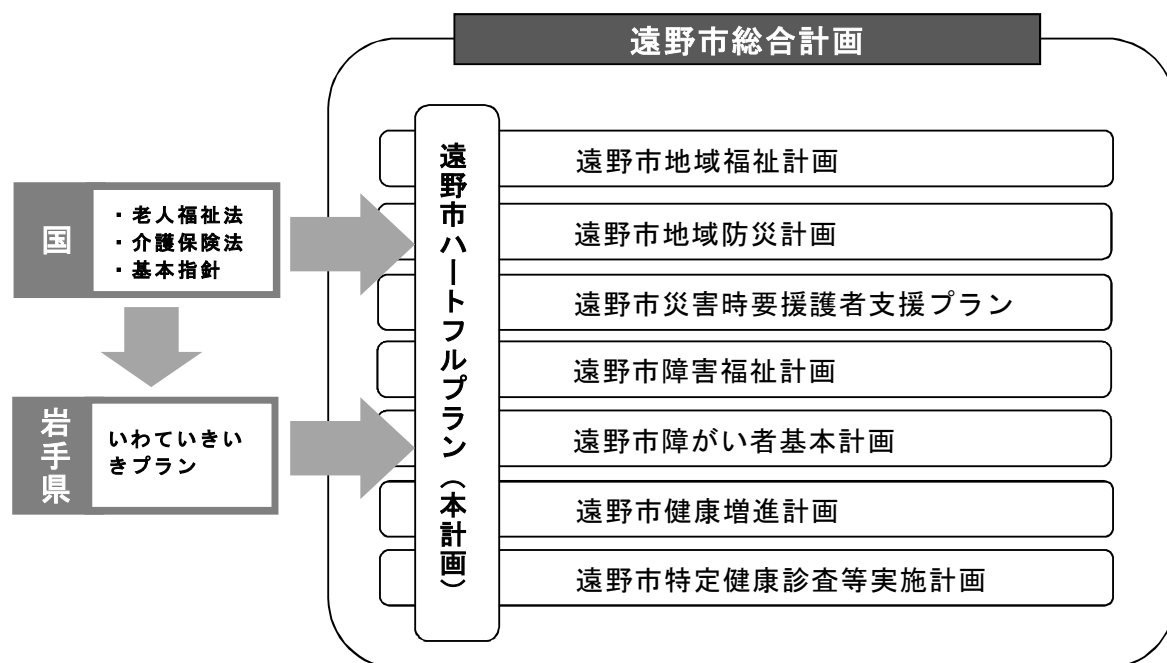 遠野市総合計画
国
・老人福祉法
・介護保険法
・基本指針
岩手県
いわていきい
きプラン
遠野市ハートフルプラン（本計画）
遠野市地域福祉計画
遠野市地域防災計画
遠野市災害時要援護者支援プラン
遠野市障害福祉計画
遠野市障がい者基本計画
遠野市健康増進計画
遠野市特定健康診査等実施計画